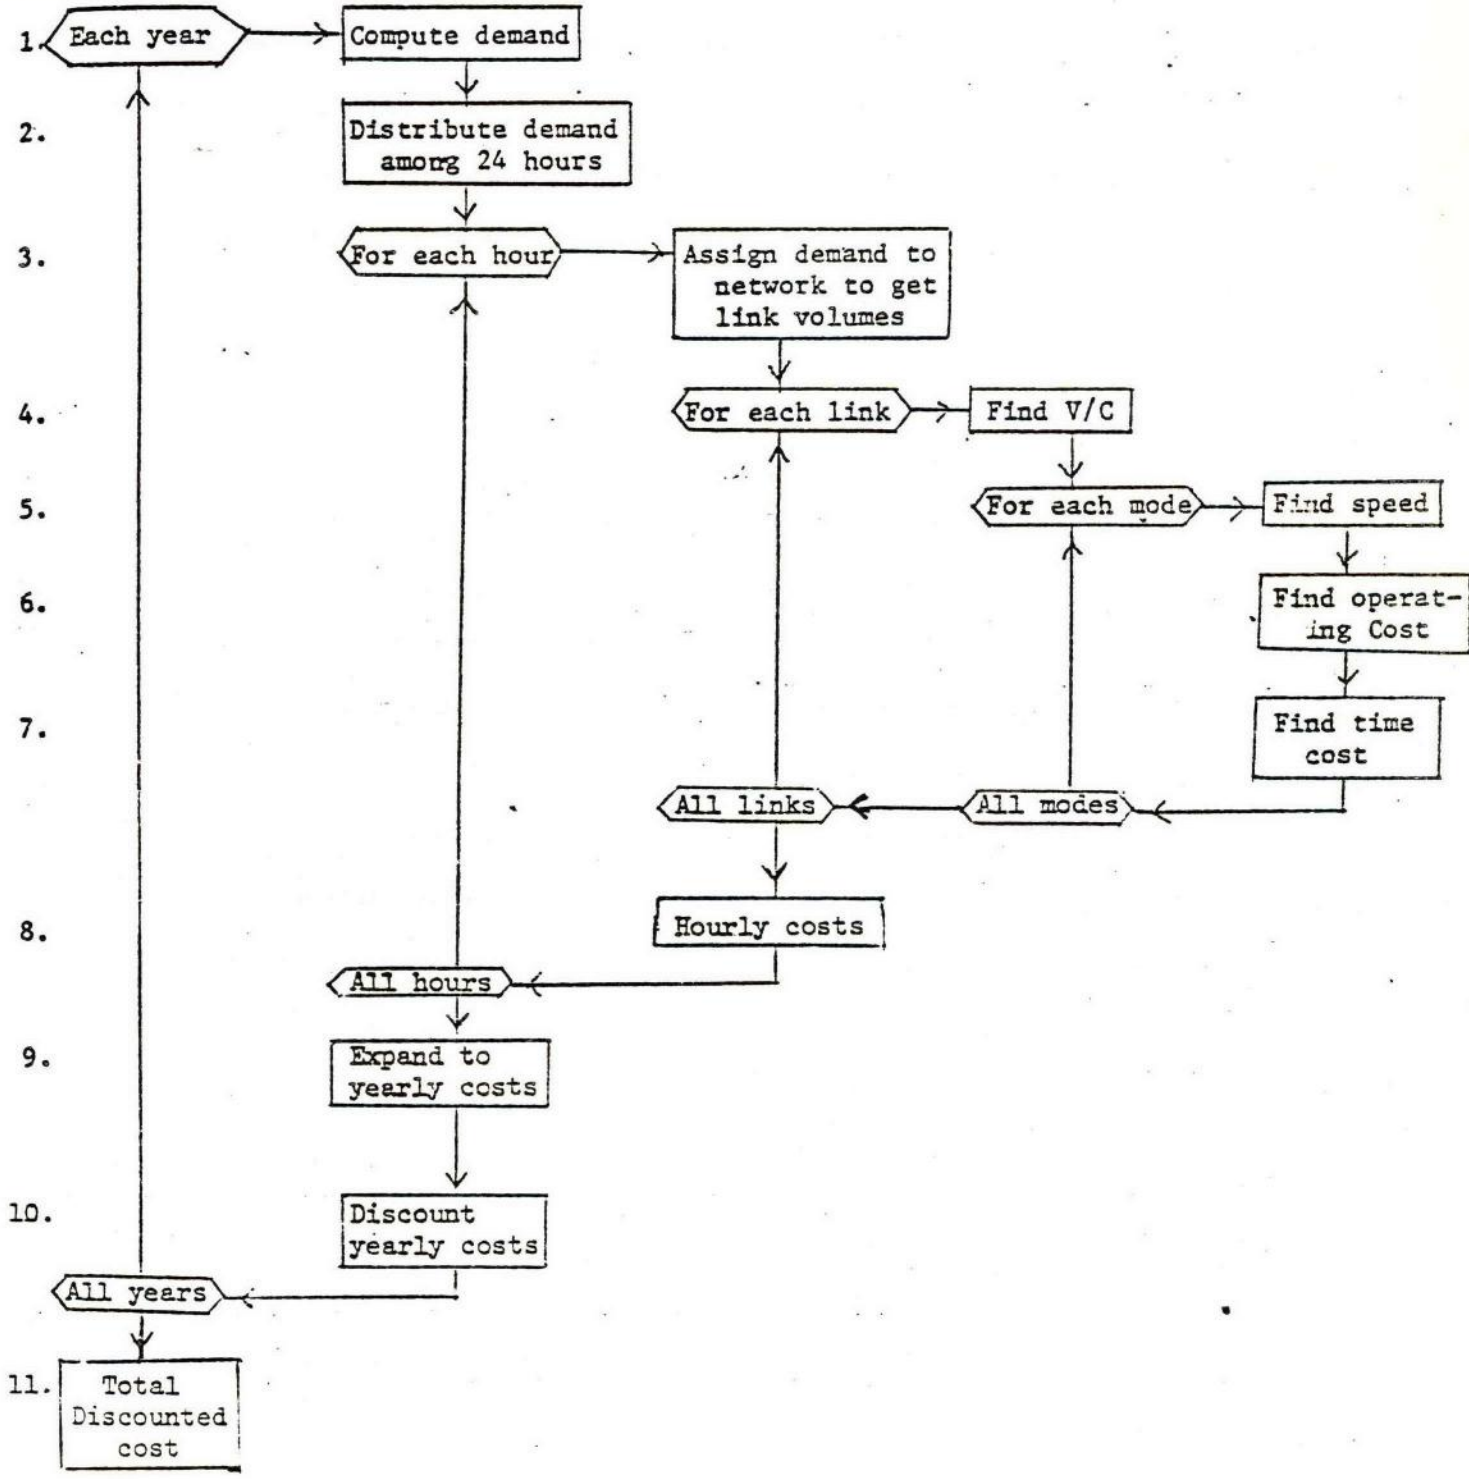 1. Each year
Compute demand
2. Distribute demand
among 24 hours
3. For each hour
Assign demand to
network to get
link volumes
4. For each link
Find V/C
5. For each mode
Find speed
6. Find operat-
ing Cost
7. Find time
cost
All links
All modes
8. Hourly costs
All hours
9. Expand to
yearly costs
10. Discount
yearly costs
All years
11. Total
Discounted
cost